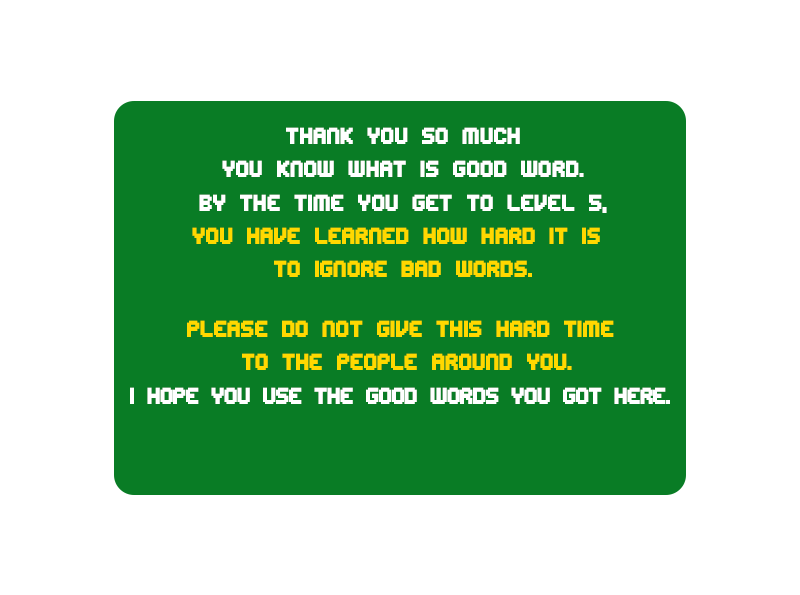 THANK YOU SO MUCH
YOU KNOW WHAT IS GOOD WORD.
BY THE TIME YOU GET TO LEVEL 5,
YOU HAVE LEARNED HOW HARD IT IS
TO IGNORE BAD WORDS.
PLEASE DO NOT GIVE THIS HARD TIME
TO THE PEOPLE AROUND YOU.
I HOPE YOU USE THE GOOD WORDS YOU GOT HERE.